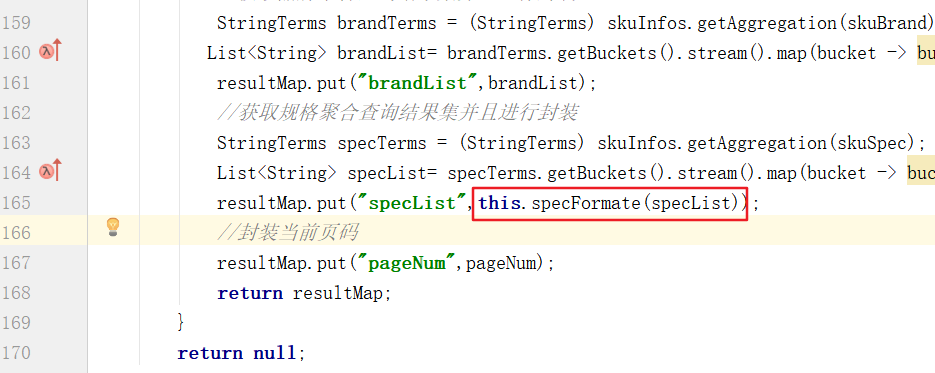 159 StringTerms brandTerms = (StringTerms) skuInfos.getAggregation(skuBrand)
160 List<String> brandList= brandTerms.getBuckets().stream().map(bucket -> bu
161 resultMap.put("brandList",brandList);
162 //获取规格聚合查询结果集并且进行封装
163 StringTerms specTerms = (StringTerms) skuInfos.getAggregation(skuSpec);
164 List<String> specList= specTerms.getBuckets().stream().map(bucket -> buc
165 resultMap.put("specList",this.specFormate(specList));
166 //封装当前页码
167 resultMap.put("pageNum",pageNum);
168 return resultMap;
169 }
170 return null;